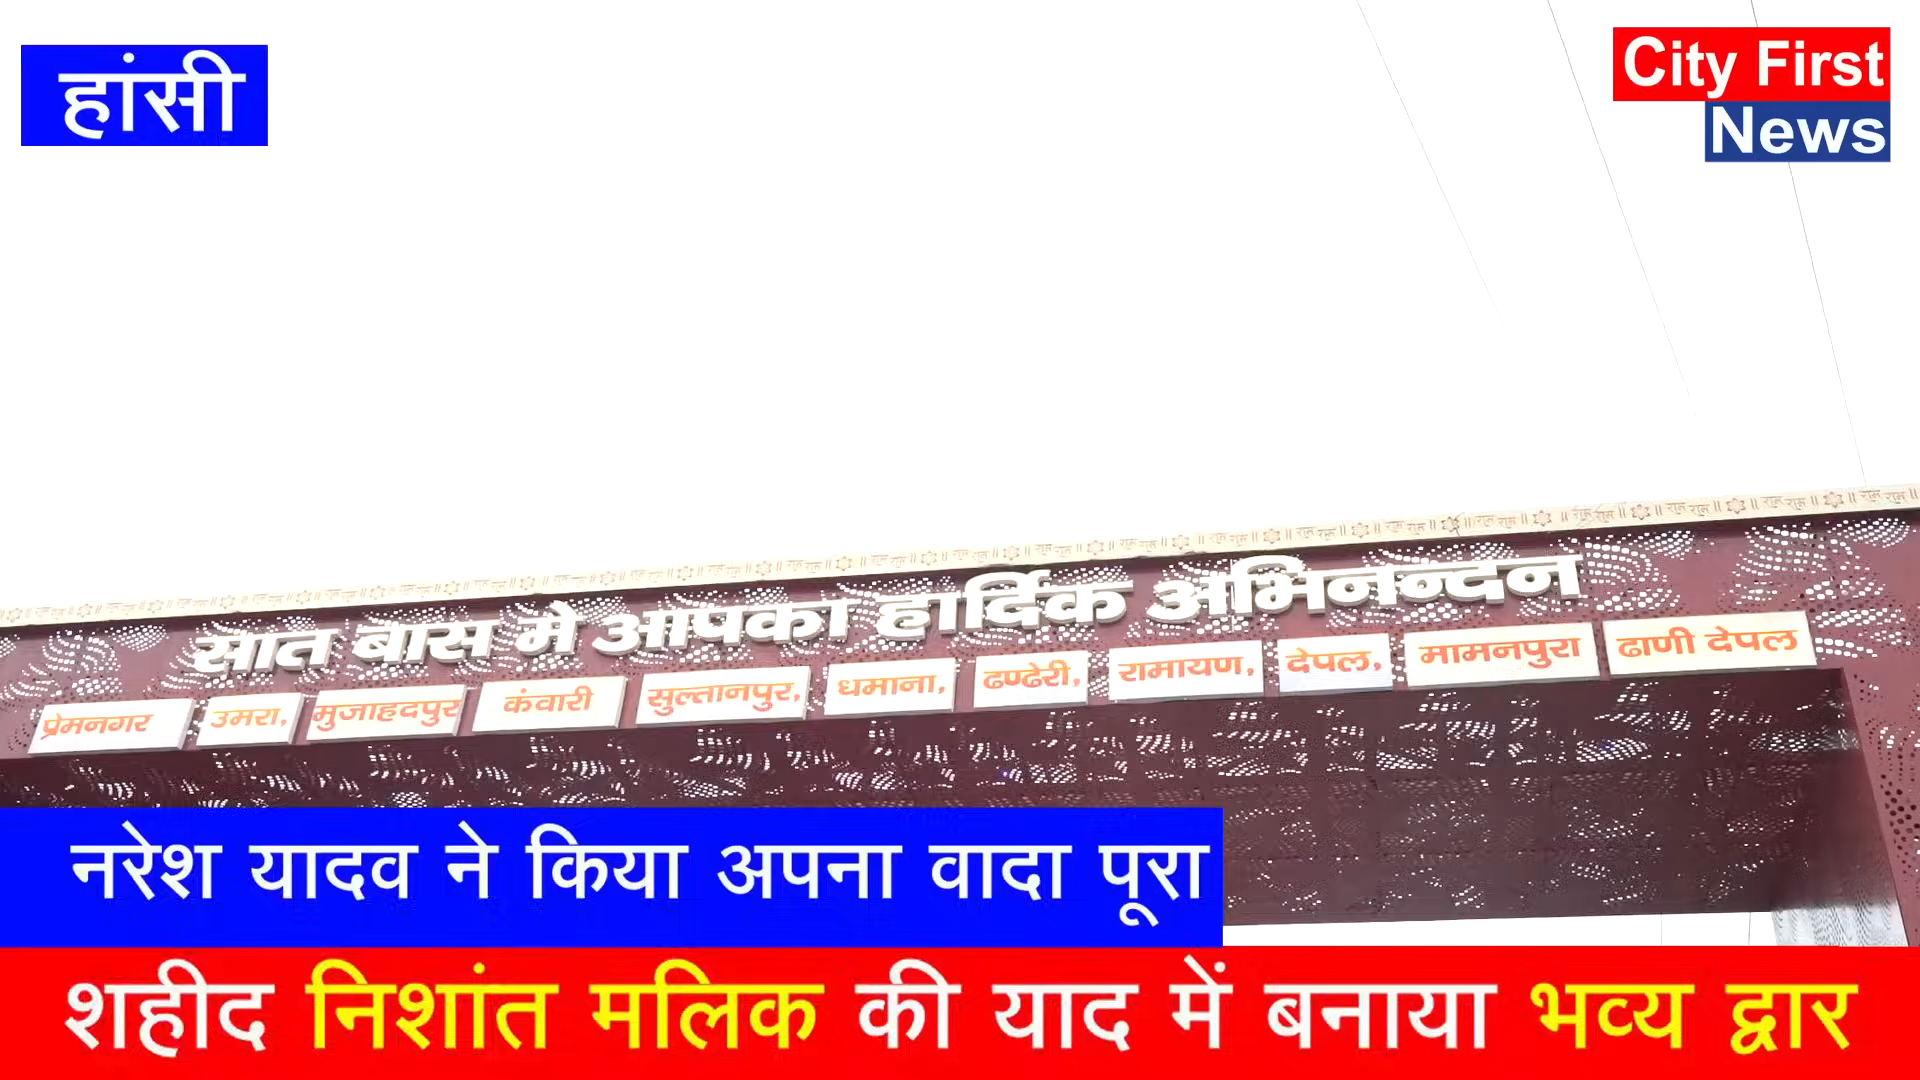 हांसी
City First
News
सात बास मे आपका हार्दिक अभिनन्दन
प्रेमनगर उमरा, मुजाहदपुर कंवारी सुल्तानपुर, धमाना, ढण्ढेरी, रामायण, देपल, मामनपुरा ढाणी देपल
नरेश यादव ने किया अपना वादा पूरा
शहीद निशांत मलिक की याद में बनाया भव्य द्वार